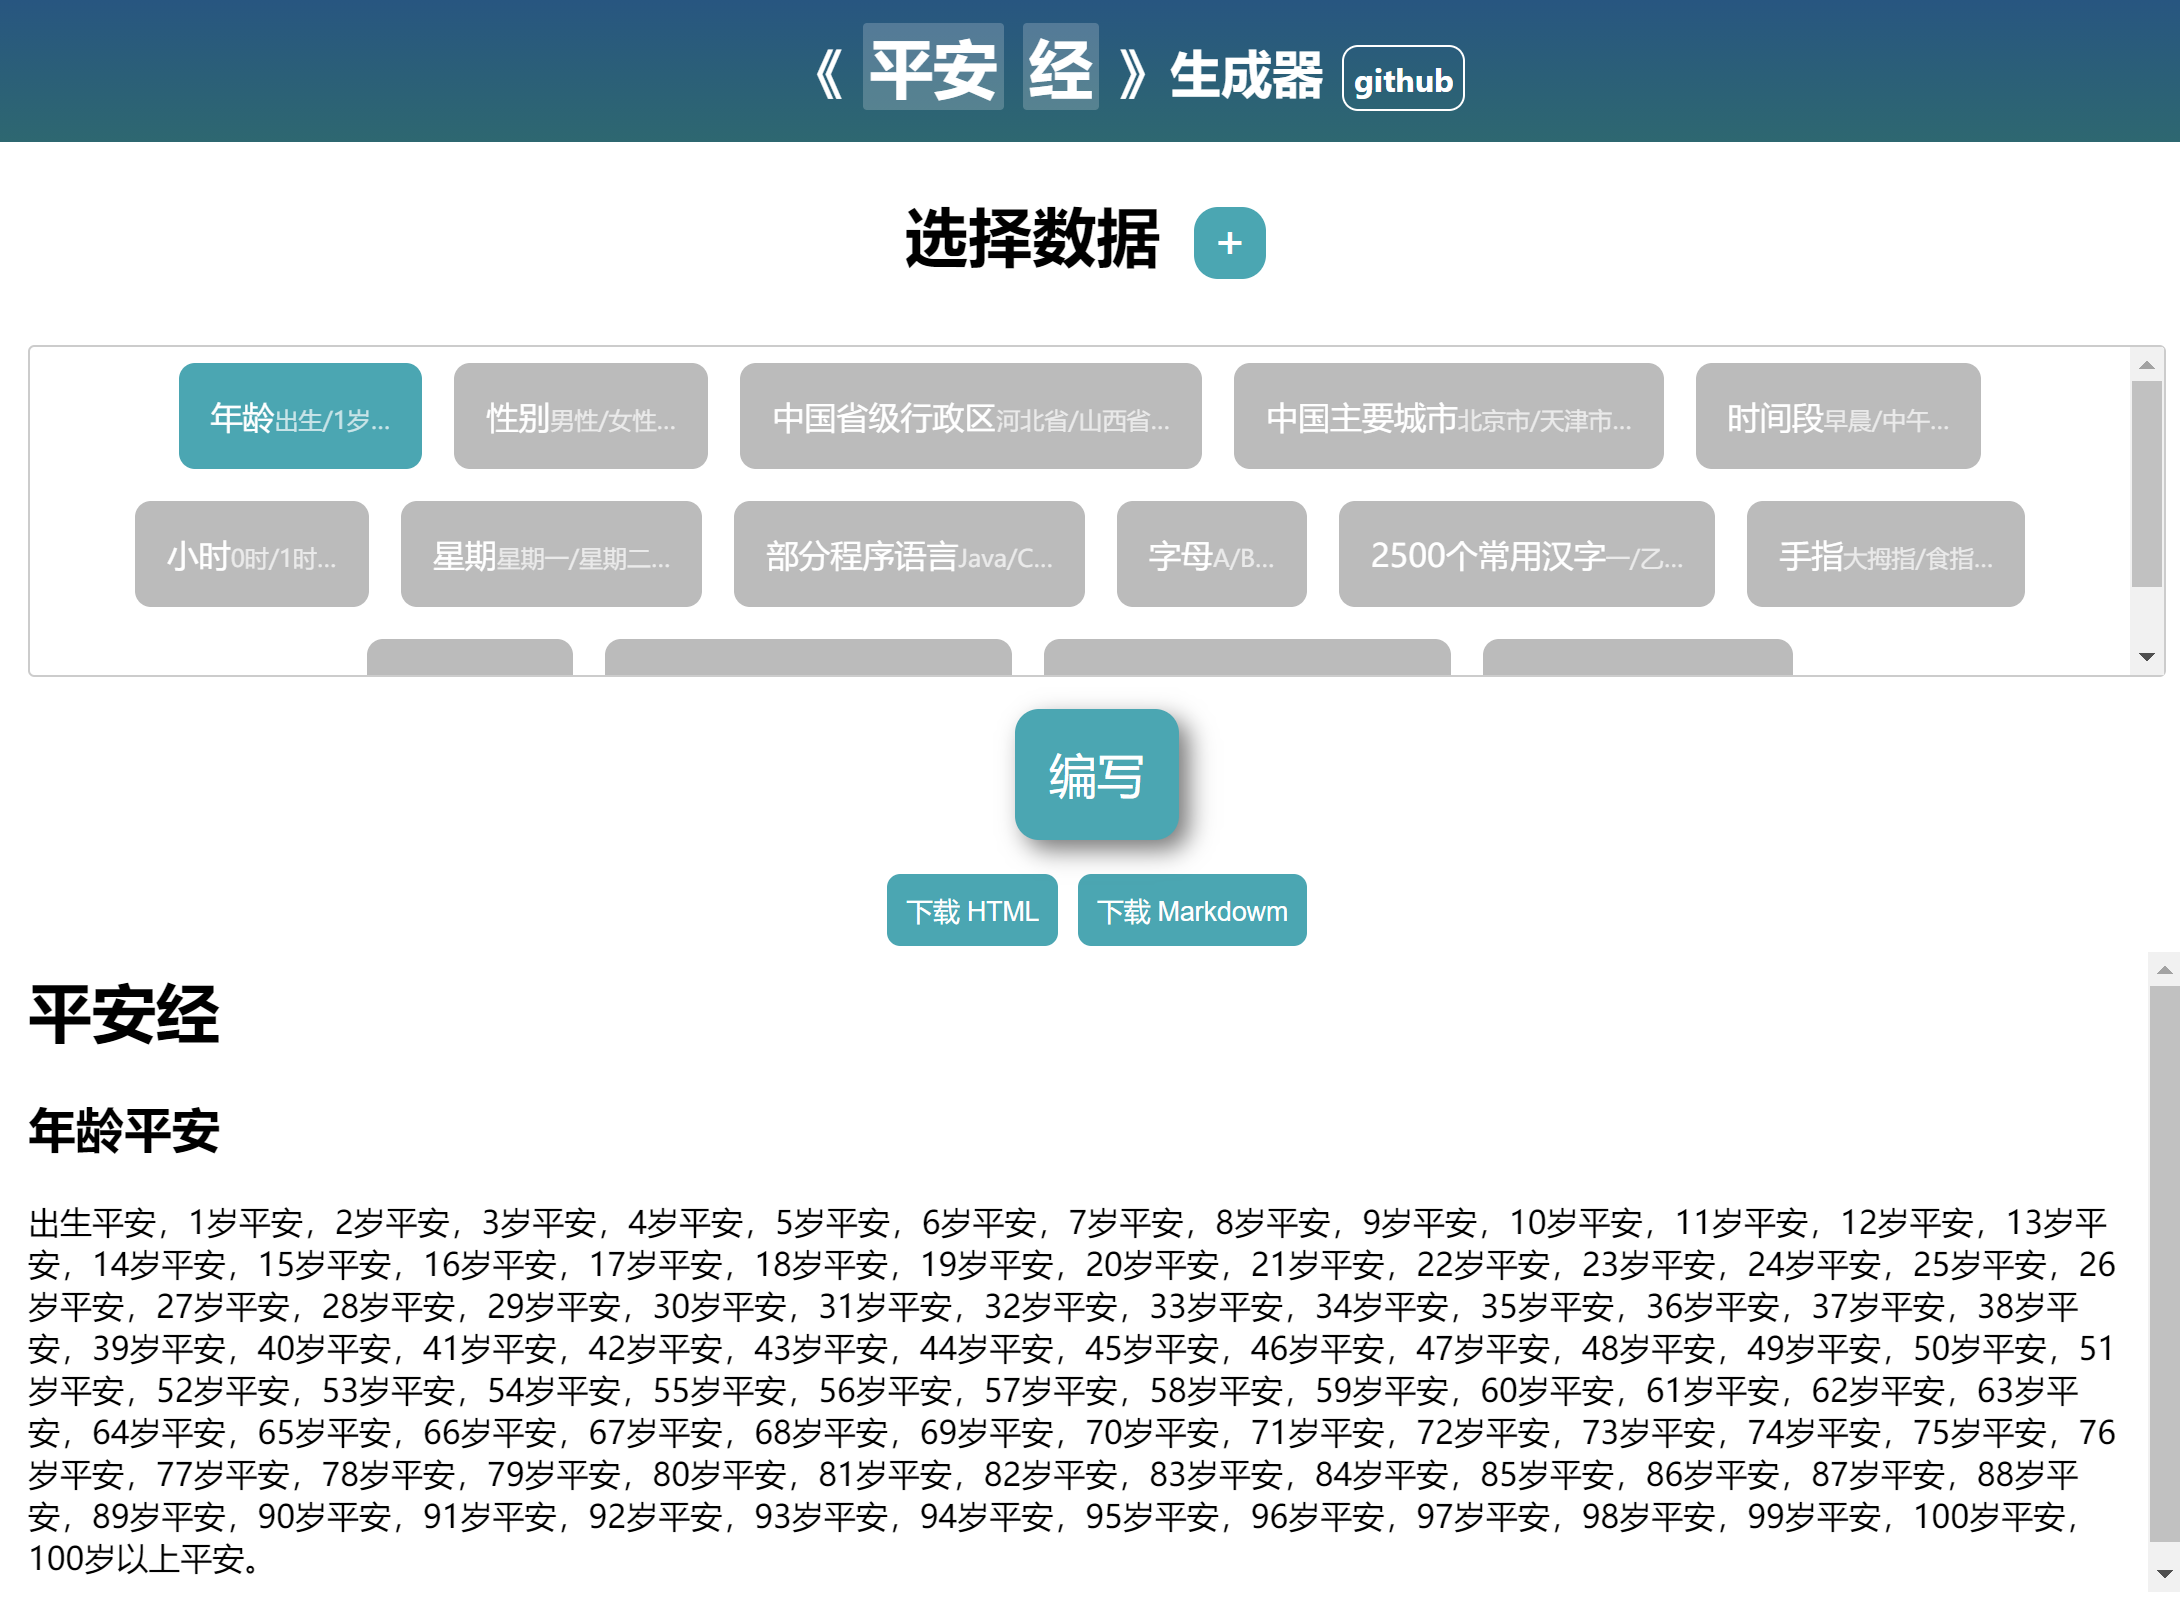 《 平安 经 》生成器 github
选择数据 +
年龄出生/1岁... 性别男性/女性... 中国省级行政区河北省/山西省... 中国主要城市北京市/天津市... 时间段早晨/中午...
小时0时/1时... 星期星期一/星期二... 部分程序语言Java/C... 字母A/B... 2500个常用汉字一/乙... 手指大拇指/食指...
编写
下载 HTML 下载 Markdowm
平安经
年龄平安
出生平安，1岁平安，2岁平安，3岁平安，4岁平安，5岁平安，6岁平安，7岁平安，8岁平安，9岁平安，10岁平安，11岁平安，12岁平安，13岁平
安，14岁平安，15岁平安，16岁平安，17岁平安，18岁平安，19岁平安，20岁平安，21岁平安，22岁平安，23岁平安，24岁平安，25岁平安，26
岁平安，27岁平安，28岁平安，29岁平安，30岁平安，31岁平安，32岁平安，33岁平安，34岁平安，35岁平安，36岁平安，37岁平安，38岁平
安，39岁平安，40岁平安，41岁平安，42岁平安，43岁平安，44岁平安，45岁平安，46岁平安，47岁平安，48岁平安，49岁平安，50岁平安，51
岁平安，52岁平安，53岁平安，54岁平安，55岁平安，56岁平安，57岁平安，58岁平安，59岁平安，60岁平安，61岁平安，62岁平安，63岁平
安，64岁平安，65岁平安，66岁平安，67岁平安，68岁平安，69岁平安，70岁平安，71岁平安，72岁平安，73岁平安，74岁平安，75岁平安，76
岁平安，77岁平安，78岁平安，79岁平安，80岁平安，81岁平安，82岁平安，83岁平安，84岁平安，85岁平安，86岁平安，87岁平安，88岁平
安，89岁平安，90岁平安，91岁平安，92岁平安，93岁平安，94岁平安，95岁平安，96岁平安，97岁平安，98岁平安，99岁平安，100岁平安，
100岁以上平安。